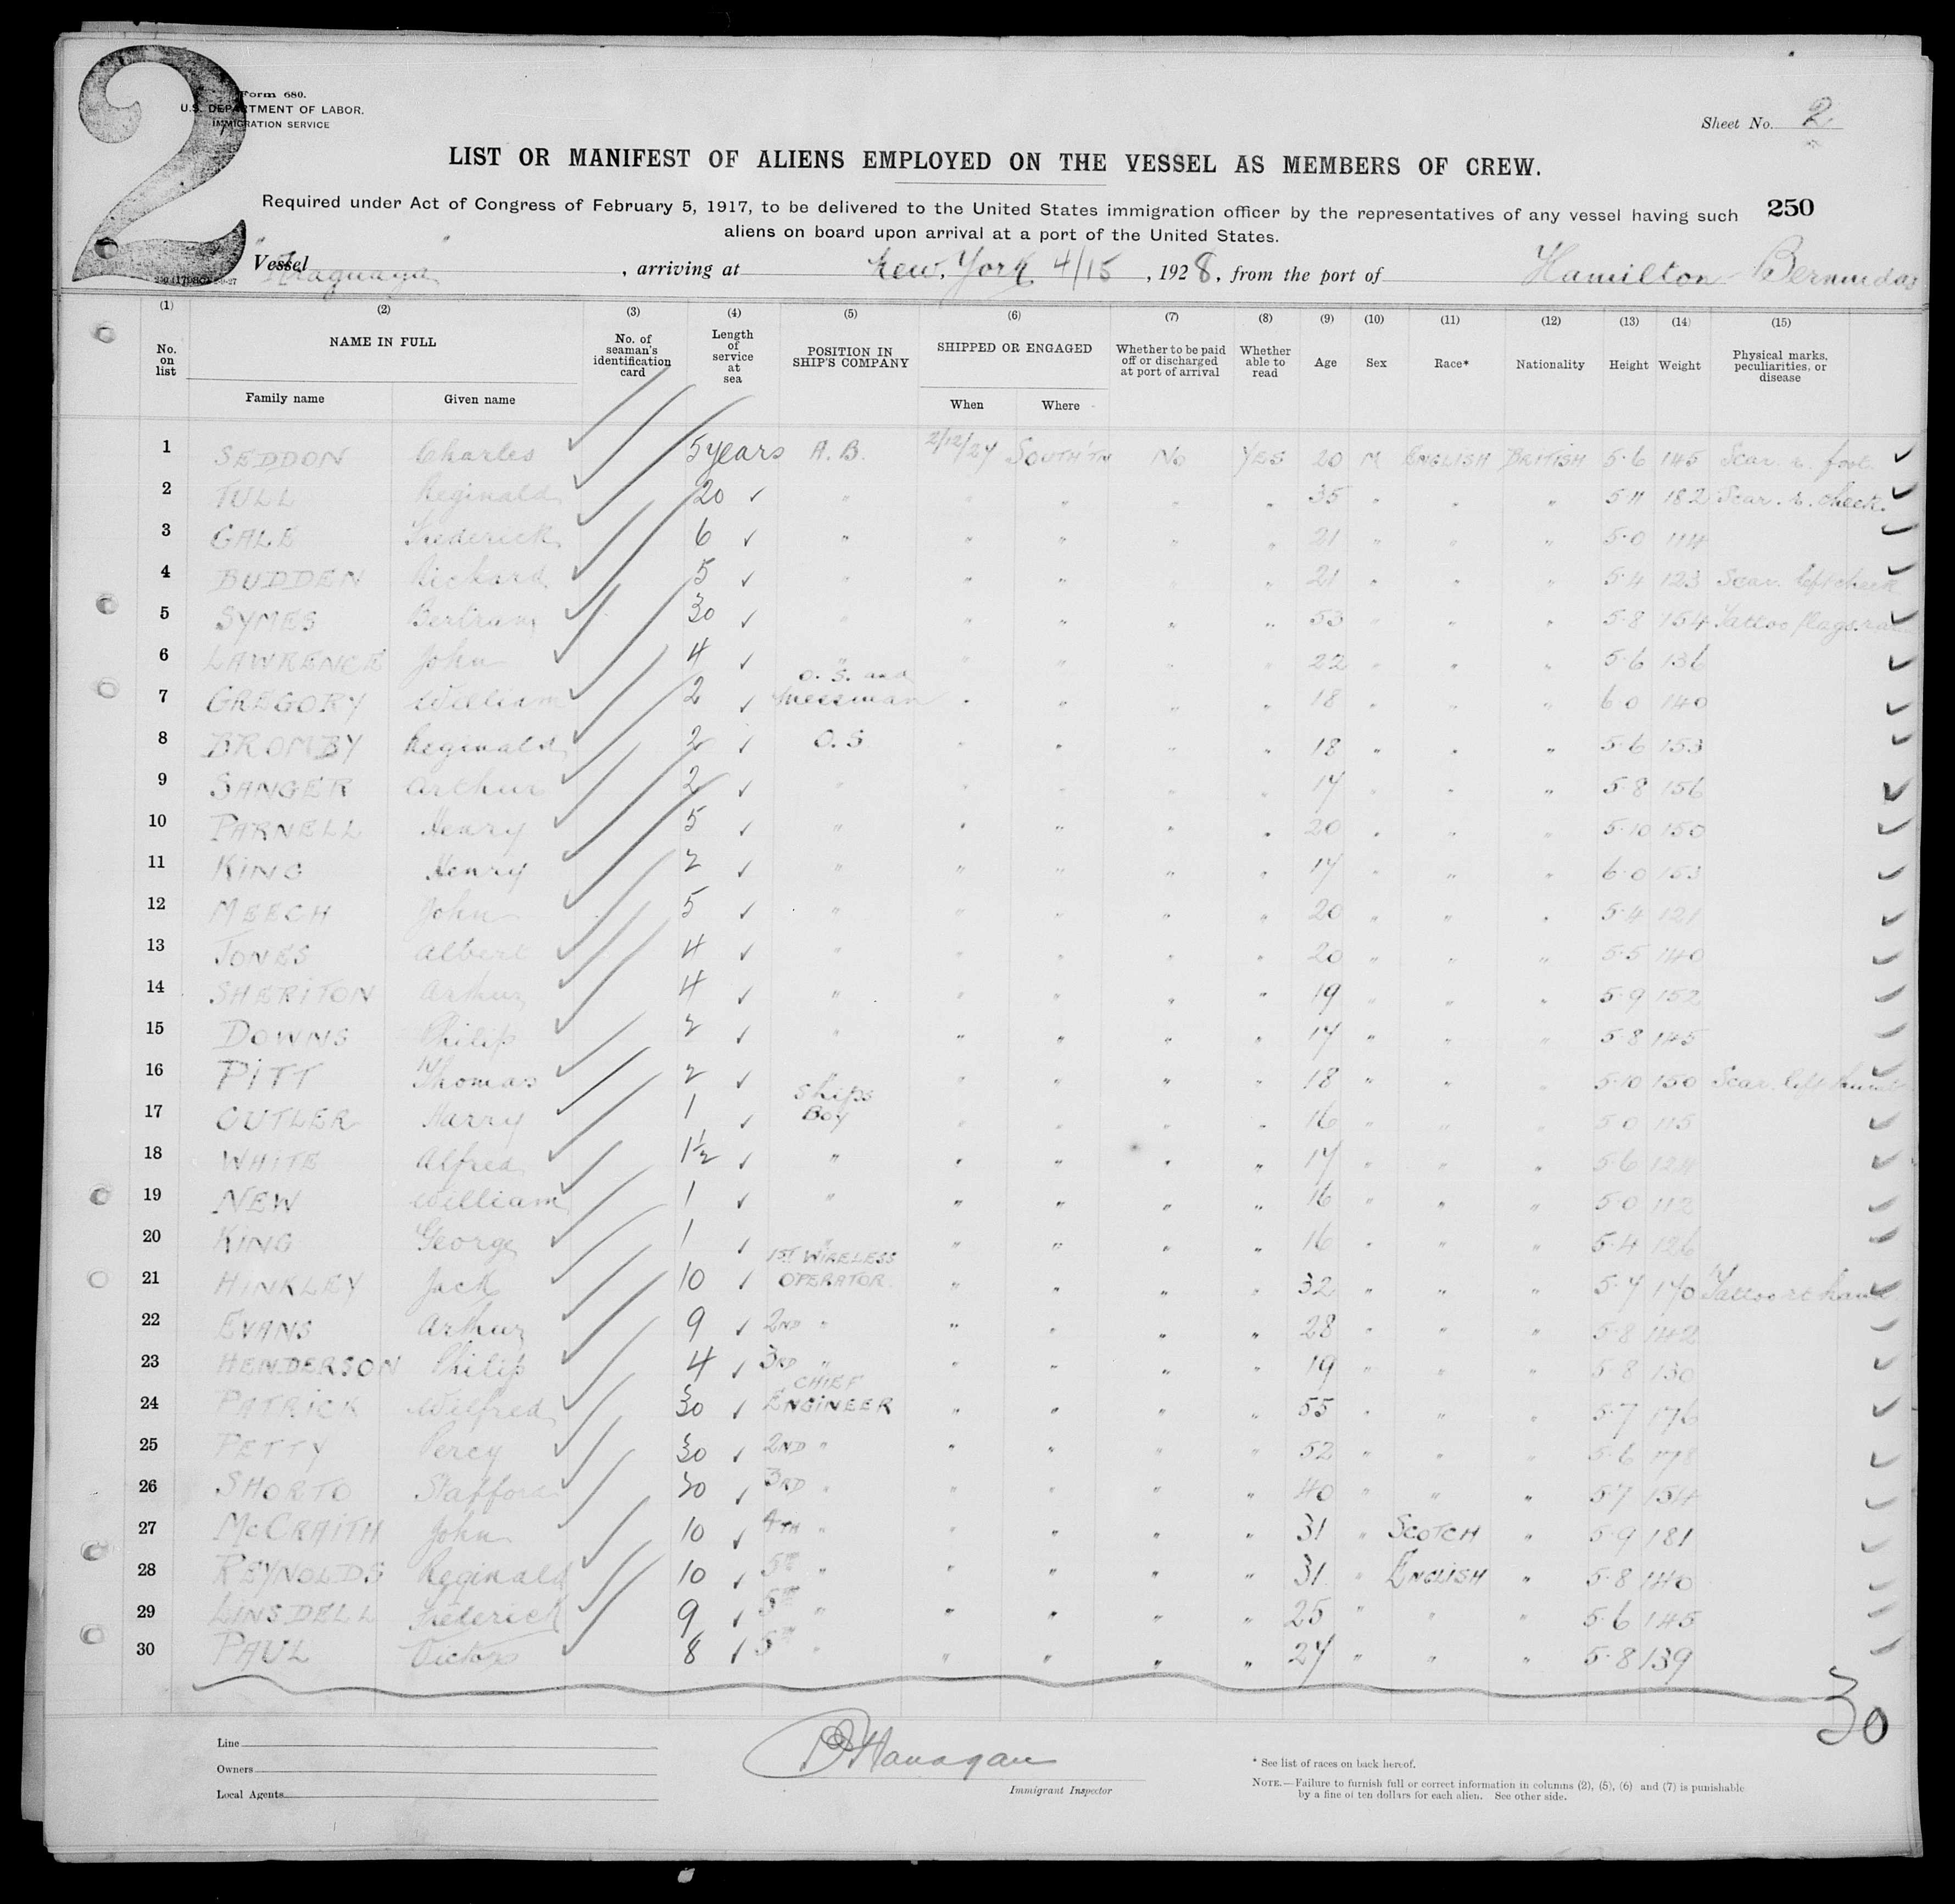 2
Form 680.
U.S. DEPARTMENT OF LABOR.
IMMIGRATION SERVICE
Sheet No. 2
LIST OR MANIFEST OF ALIENS EMPLOYED ON THE VESSEL AS MEMBERS OF CREW.
Required under Act of Congress of February 5, 1917, to be delivered to the United States immigration officer by the representatives of any vessel having such 250
aliens on board upon arrival at a port of the United States.
Vessel "Araguaya", arriving at New York 4/15, 1928, from the port of Hamilton Bermudas
(1) (2) (3) (4) (5) (6) (7) (8) (9) (10) (11) (12) (13) (14) (15)
No. on list NAME IN FULL No. of seaman's identification card Length of service at sea POSITION IN SHIP'S COMPANY SHIPPED OR ENGAGED Whether to be paid off or discharged at port of arrival Whether able to read Age Sex Race* Nationality Height Weight Physical marks, peculiarities, or disease
Family name Given name When Where
1 SEDDON Charles 5 years A.B. 2/12/27 SOUTH'TN No YES 20 M ENGLISH BRITISH 5·6 145 Scar. r. foot
2 TULL Reginald 20 " " " " " 35 " " " 5·11 182 Scar. r. cheek.
3 GALE Frederick 6 " " " " " 21 " " " 5·0 114
4 BUDDEN Richard 5 " " " " " 21 " " " 5·4 123 Scar. left cheek
5 SYMES Bertram 30 " " " " " 53 " " " 5·8 154 Tattoo flags
6 LAWRENCE John 4 " " " " " 22 " " " 5·6 136
7 GREGORY William 2 O.S. and Messman " " " " 18 " " " 6·0 140
8 BROMBY Reginald 2 O.S " " " " 18 " " " 5·6 153
9 SANGER Arthur 2 " " " " " 17 " " " 5·8 156
10 PARNELL Henry 5 " " " " " 20 " " " 5·10 150
11 KING Henry 2 " " " " " 17 " " " 6·0 153
12 MEECH John 5 " " " " " 20 " " " 5·4 121
13 JONES Albert 4 " " " " " 20 " " " 5·5 140
14 SHERITON Arthur 4 " " " " " 19 " " " 5·9 152
15 DOWNS Philip 2 " " " " " 17 " " " 5·8 145
16 PITT Thomas 2 " " " " 18 " " " 5·10 150 Scar. left hand
17 CUTLER Harry 1 Ships Boy " " " " 16 " " " 5·0 115
18 WHITE Alfred 1½ " " " " " 17 " " " 5·6 124
19 NEW William 1 " " " " " 16 " " " 5·0 112
20 KING George 1 " " " " " 16 " " " 5·4 126
21 HINKLEY Jack 10 1ST WIRELESS OPERATOR " " " " 32 " " " 5·7 170 Tattoo rt hand
22 EVANS Arthur 9 2ND " " " " " 28 " " " 5·8 142
23 HENDERSON Philip 4 3RD " " " " " 19 " " " 5·8 130
24 PATRICK Wilfred 30 CHIEF ENGINEER " " " " 55 " " " 5·7 176
25 PETTY Percy 30 2ND " " " " " 52 " " " 5·6 178
26 SHORTO Stafford 20 3RD " " " " " 40 " " " 5·7 154
27 McCRAITH John 10 4TH " " " " " 31 " SCOTCH " 5·9 181
28 REYNOLDS Reginald 10 5TH " " " " " 31 " ENGLISH " 5·8 140
29 LINSDELL Frederick 9 5TH " " " " " 25 " " " 5·6 145
30 PAUL Victor 8 5TH " " " " " 27 " " " 5·8 139
30
Line
Owners
Local Agents
Immigrant Inspector
* See list of races on back hereof.
NOTE.—Failure to furnish full or correct information in columns (2), (5), (6) and (7) is punishable
by a fine of ten dollars for each alien. See other side.